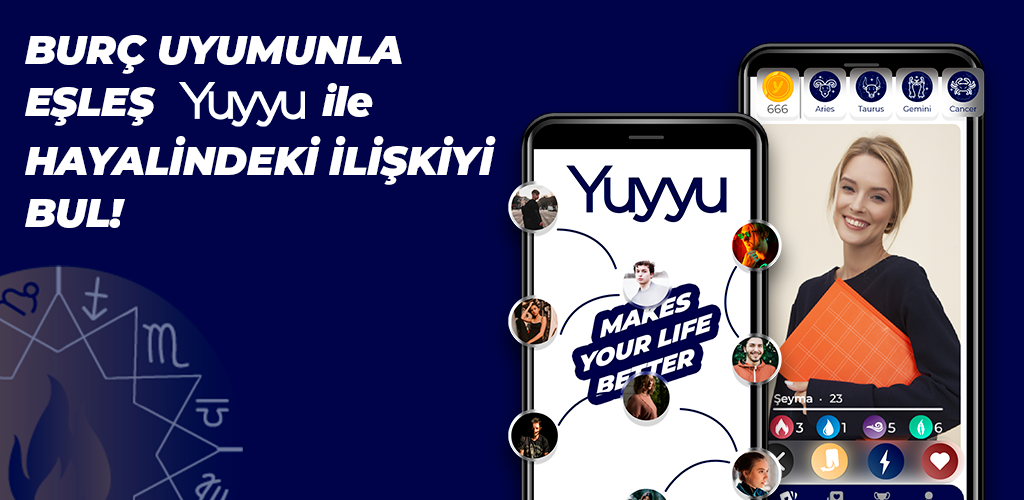 BURÇ UYUMUNLA
EŞLEŞ Yuyyu ile
HAYALİNDEKİ İLİŞKİYİ
BUL!
Yuyyu
MAKES
YOUR LIFE
BETTER
666
Aries
Taurus
Gemini
Cancer
Şeyma · 23
3 1 5 6